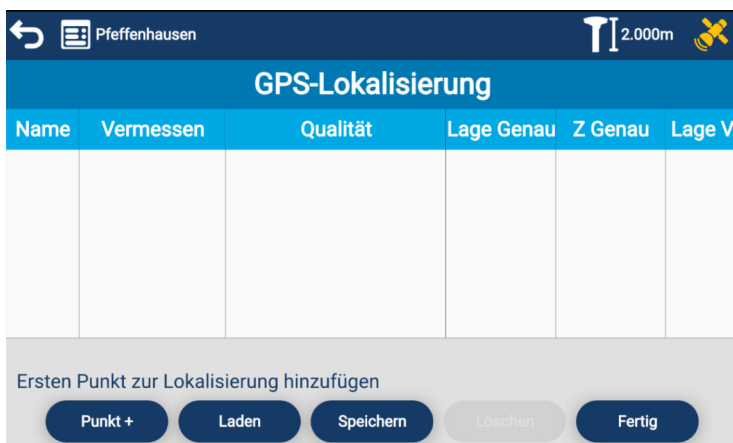 Pfeffenhausen 2.000m
GPS-Lokalisierung
Name Vermessen Qualität Lage Genau Z Genau Lage V
Ersten Punkt zur Lokalisierung hinzufügen
Punkt + Laden Speichern Löschen Fertig